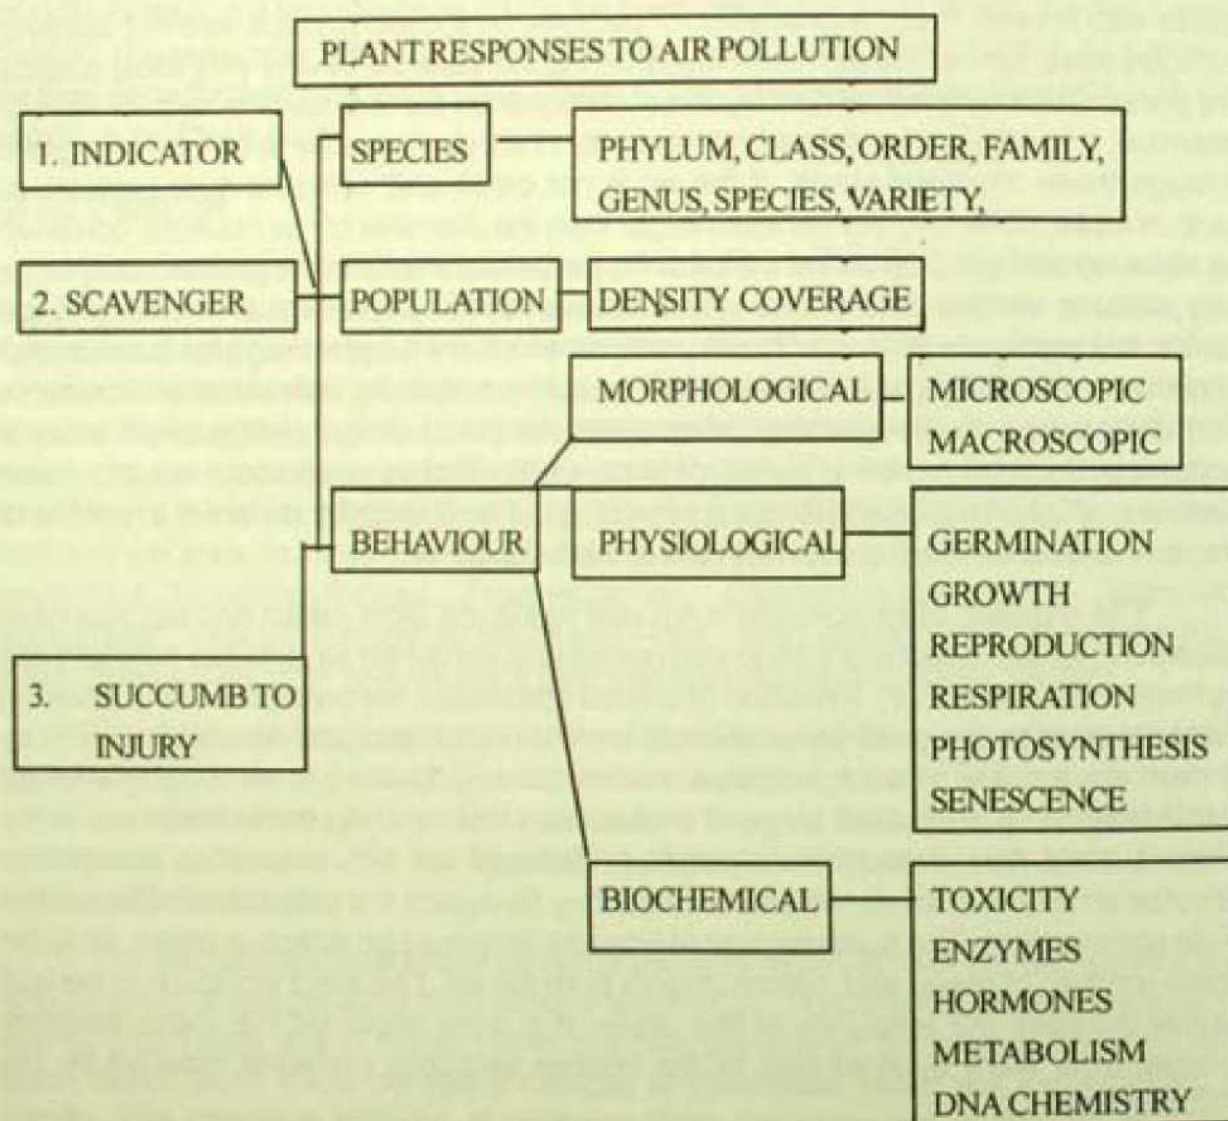 PLANT RESPONSES TO AIR POLLUTION
1. INDICATOR
SPECIES
PHYLUM, CLASS, ORDER, FAMILY,
GENUS, SPECIES, VARIETY,
2. SCAVENGER
POPULATION
DENSITY COVERAGE
MORPHOLOGICAL
MICROSCOPIC
MACROSCOPIC
BEHAVIOUR
PHYSIOLOGICAL
GERMINATION
GROWTH
REPRODUCTION
RESPIRATION
PHOTOSYNTHESIS
SENESCENCE
3. SUCCUMB TO
INJURY
BIOCHEMICAL
TOXICITY
ENZYMES
HORMONES
METABOLISM
DNA CHEMISTRY